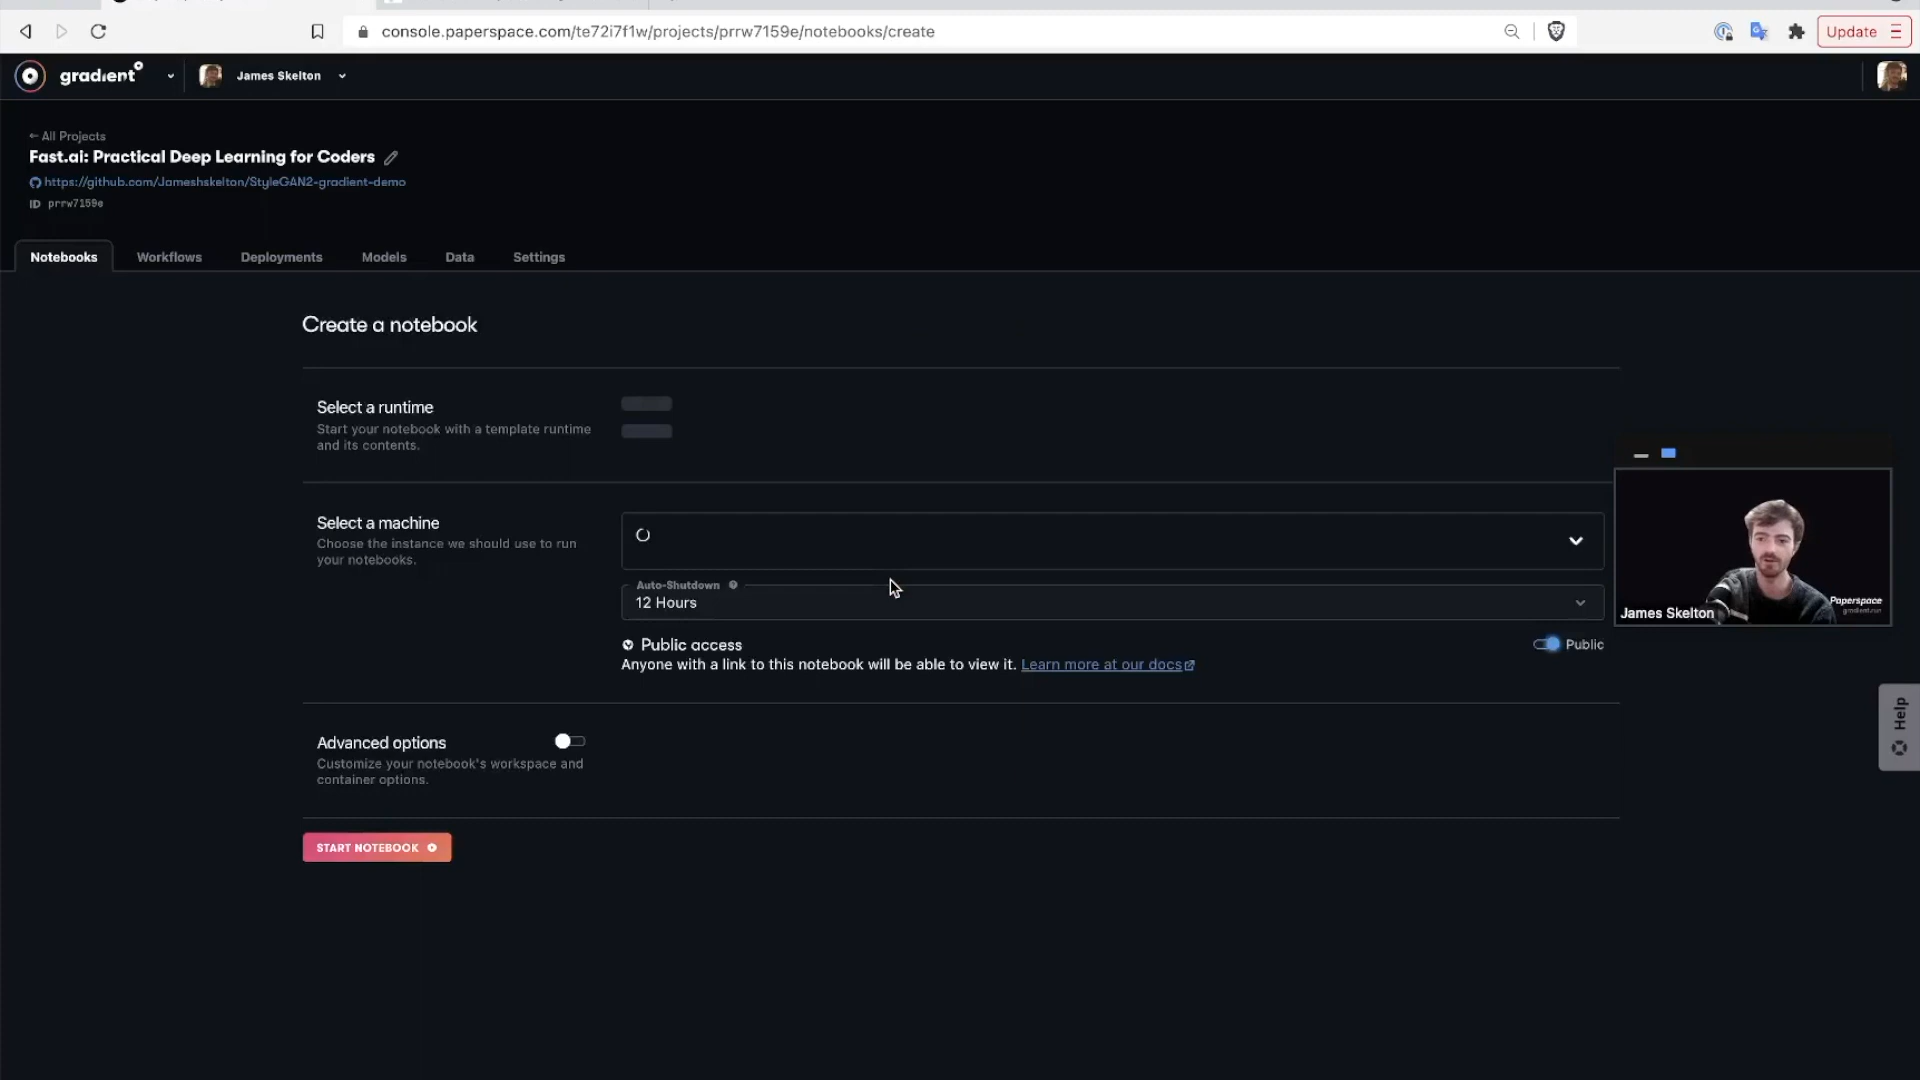 console.paperspace.com/te72i7f1w/projects/prrw7159e/notebooks/create
Update
gradient
James Skelton
← All Projects
Fast.ai: Practical Deep Learning for Coders
https://github.com/Jameshskelton/StyleGAN2-gradient-demo
ID prrw7159e
Notebooks Workflows Deployments Models Data Settings
Create a notebook
Select a runtime
Start your notebook with a template runtime
and its contents.
Select a machine
Choose the instance we should use to run
your notebooks.
Auto-Shutdown
12 Hours
Public access
Public
Anyone with a link to this notebook will be able to view it. Learn more at our docs
Advanced options
Customize your notebook's workspace and
container options.
START NOTEBOOK
James Skelton
Paperspace
gradient.run
Help